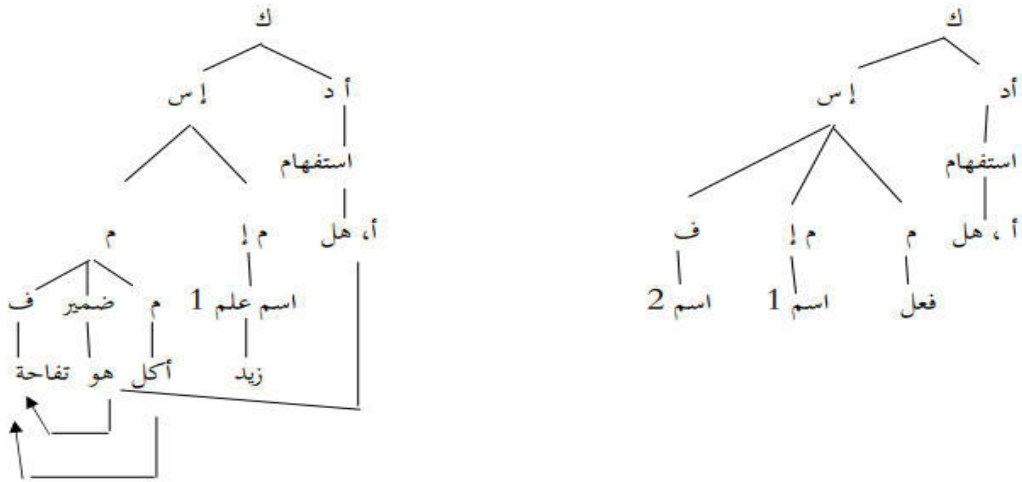 ك ك
أد إ س أ د إ س
استفهام استفهام
أ ، هل م م إ ف أ، هل م إ م
فعل اسم 1 اسم 2 اسم علم 1 م ضمير ف
زيد أكل هو تفاحة